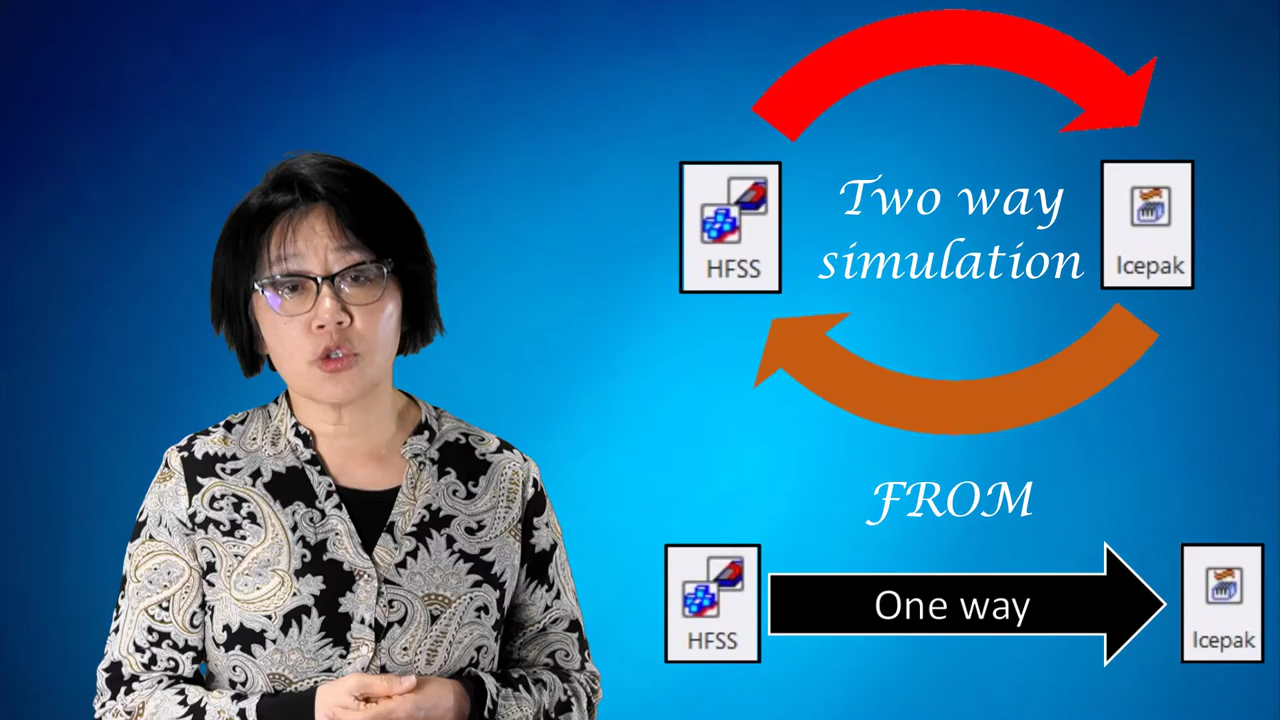 Two way
simulation
HFSS
Icepak
FROM
HFSS
One way
Icepak